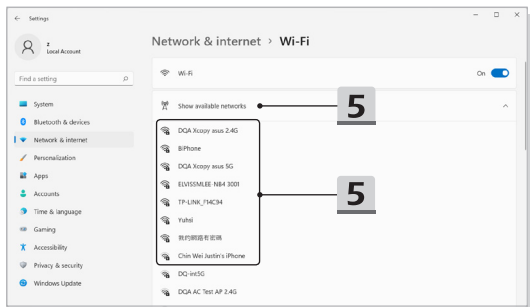 Settings
z
Local Account
Find a setting
System
Bluetooth & devices
Network & internet
Personalization
Apps
Accounts
Time & language
Gaming
Accessibility
Privacy & security
Windows Update
Network & internet > Wi-Fi
Wi-Fi
On
Show available networks
5
DQA Xcopy asus 2.4G
BiPhone
DQA Xcopy asus 5G
ELVISSMLEE-NB4 3001
TP-LINK_F14C94
5
Yuhsi
我的網路有密碼
Chin Wei Justin's iPhone
DQ-int5G
DQA AC Test AP 2.4G